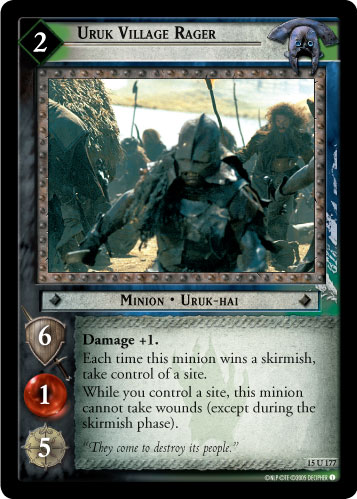 2
Uruk Village Rager
Minion • Uruk-hai
6
1
5
Damage +1.
Each time this minion wins a skirmish,
take control of a site.
While you control a site, this minion
cannot take wounds (except during the
skirmish phase).
"They come to destroy its people."
15 U 177